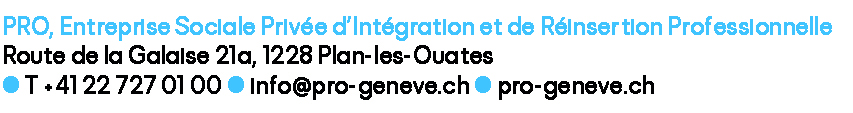 PRO, Entreprise Sociale Privée d'Intégration et de Réinsertion Professionnelle
Route de la Galaise 21a, 1228 Plan-les-Ouates
● T +41 22 727 01 00 ● info@pro-geneve.ch ● pro-geneve.ch